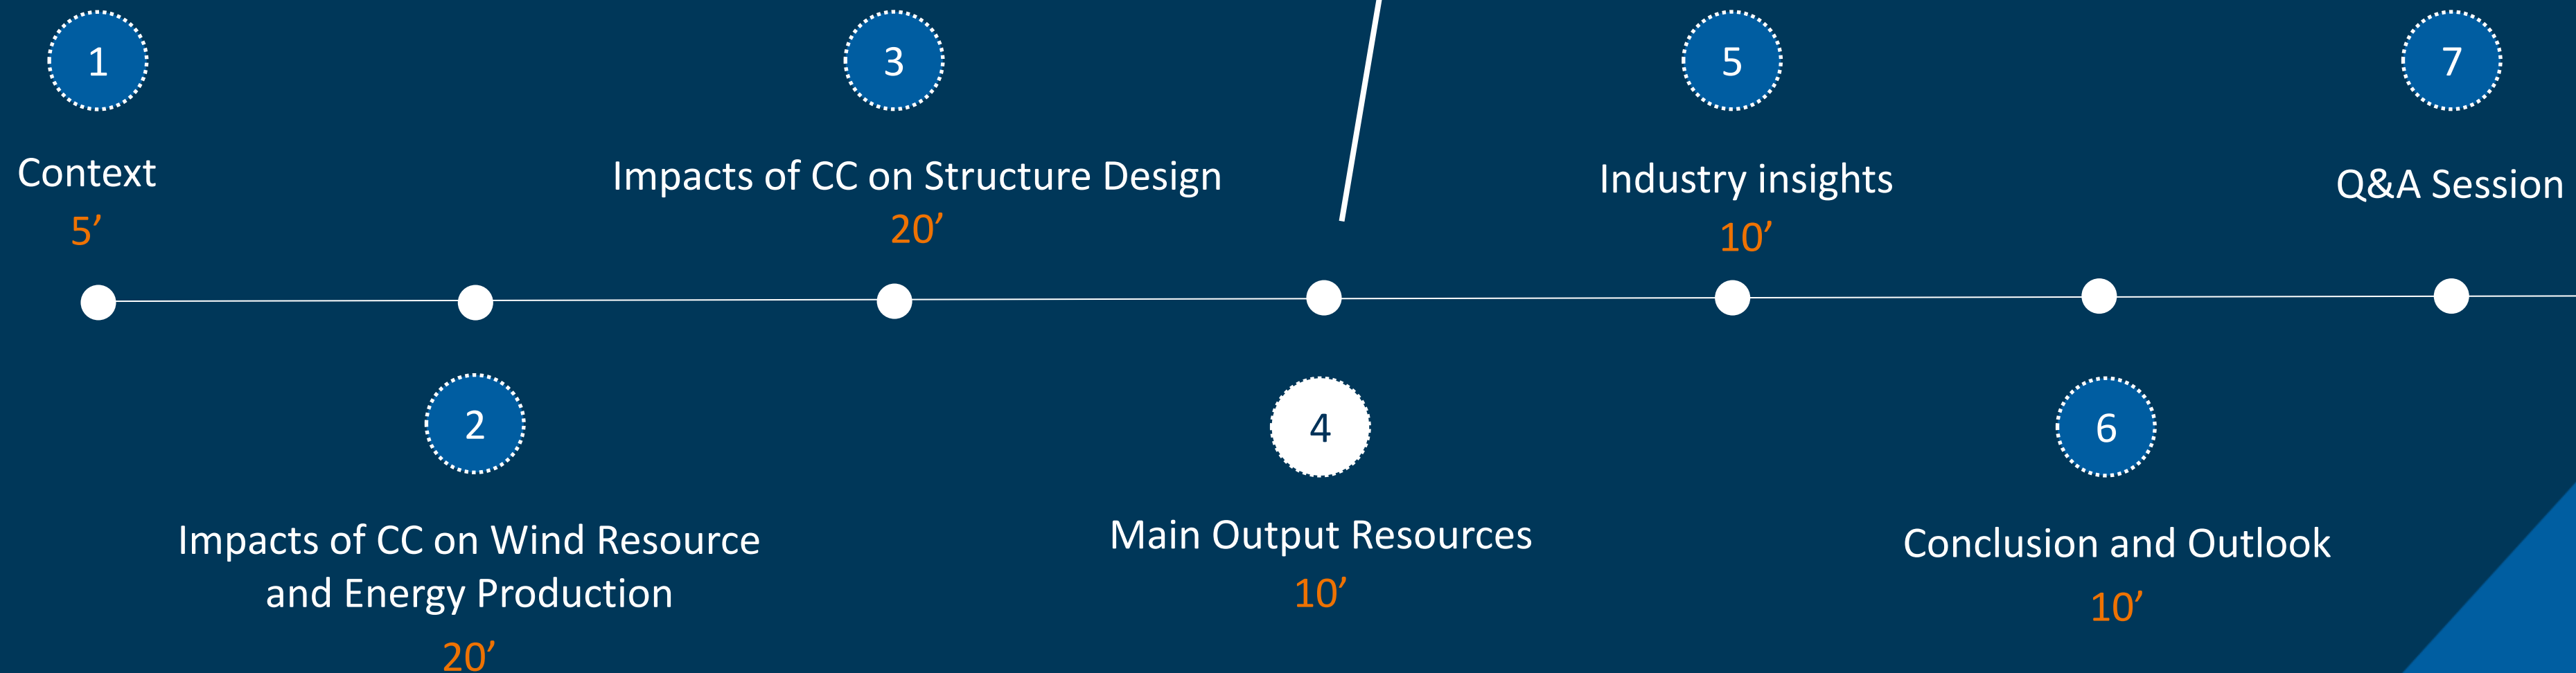 1
Context
5’
2
Impacts of CC on Wind Resource
and Energy Production
20’
3
Impacts of CC on Structure Design
20’
4
Main Output Resources
10’
5
Industry insights
10’
6
Conclusion and Outlook
10’
7
Q&A Session